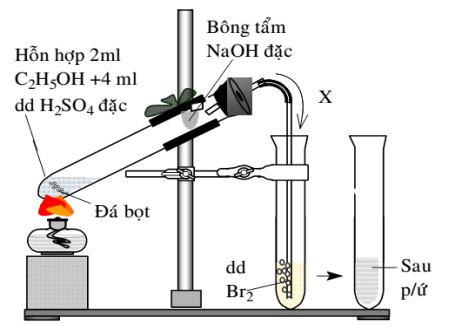 Hỗn hợp 2ml
C₂H₅OH +4 ml
dd H₂SO₄ đặc
Bông tẩm
NaOH đặc
X
Đá bọt
dd
Br₂
Sau
p/ứ